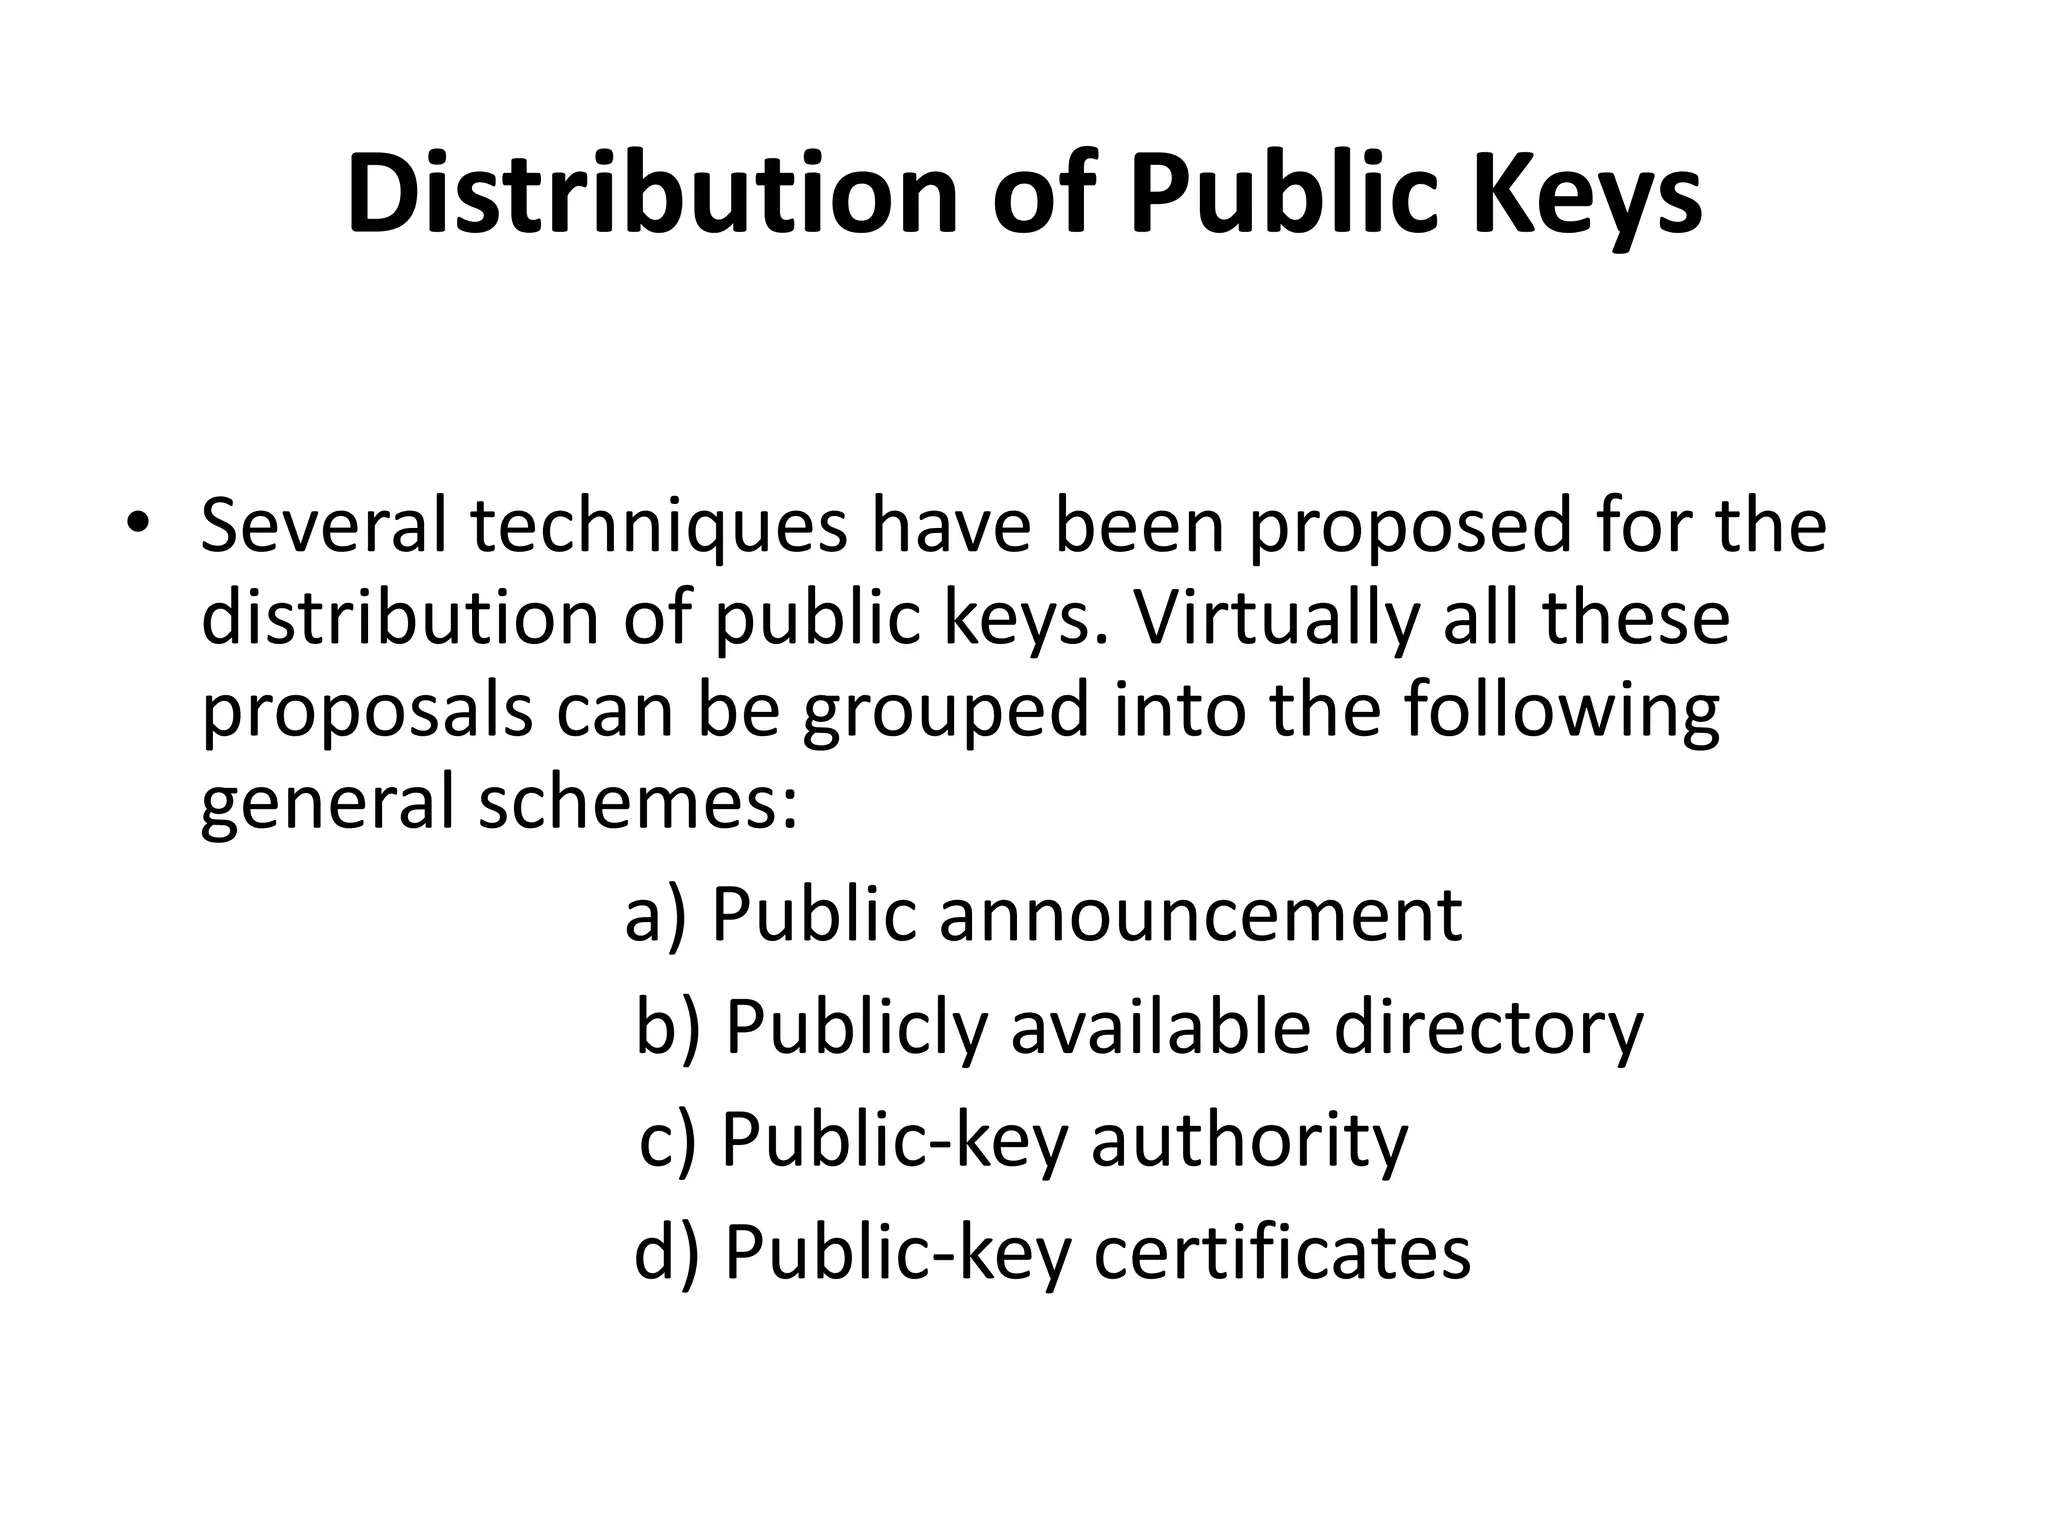 Distribution of Public Keys
• Several techniques have been proposed for the
distribution of public keys. Virtually all these
proposals can be grouped into the following
general schemes:
a) Public announcement
b) Publicly available directory
c) Public-key authority
d) Public-key certificates